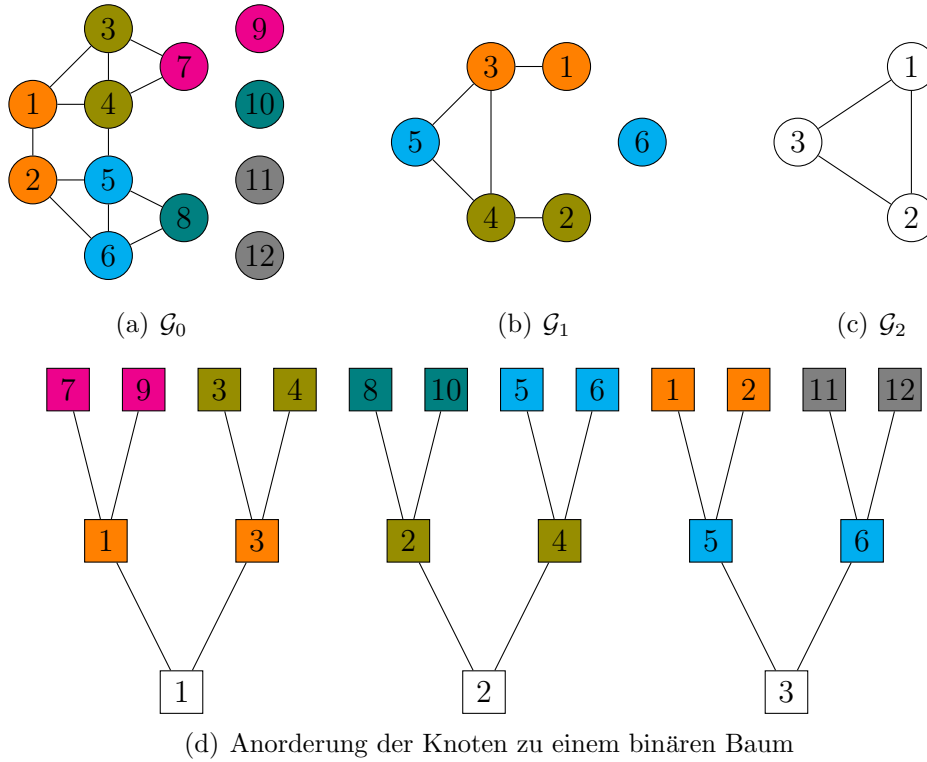 3 9 3 1 1
7
1 4 10 5 6 3
2 5 11 4 2 2
8
6 12
(a) 𝒢₀ (b) 𝒢₁ (c) 𝒢₂
7 9 3 4 8 10 5 6 1 2 11 12
1 3 2 4 5 6
1 2 3
(d) Anorderung der Knoten zu einem binären Baum